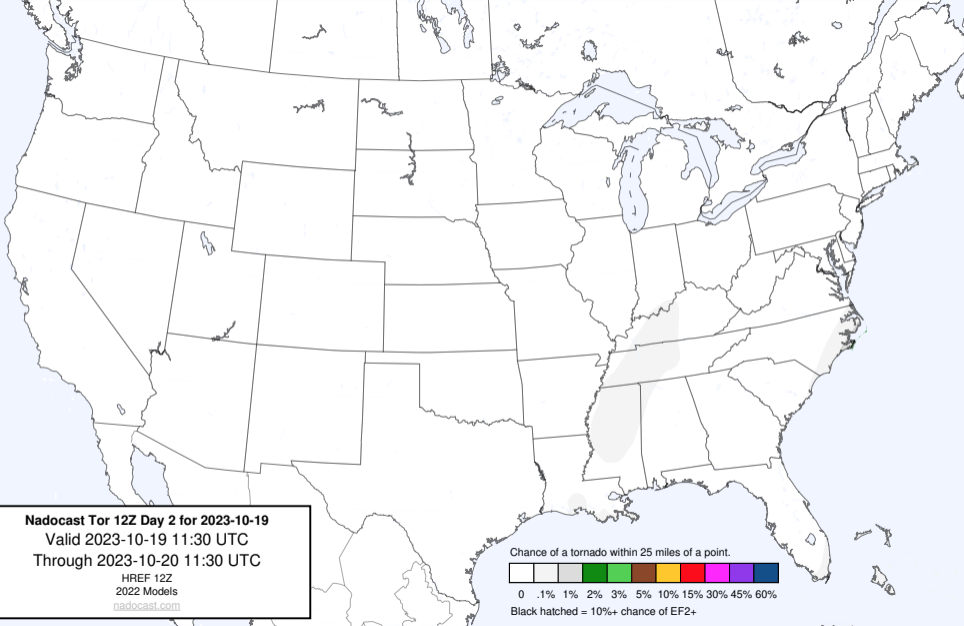 Nadocast Tor 12Z Day 2 for 2023-10-19
Valid 2023-10-19 11:30 UTC
Through 2023-10-20 11:30 UTC
HREF 12Z
2022 Models
nadocast.com
Chance of a tornado within 25 miles of a point.
0 .1% 1% 2% 3% 5% 10% 15% 30% 45% 60%
Black hatched = 10%+ chance of EF2+